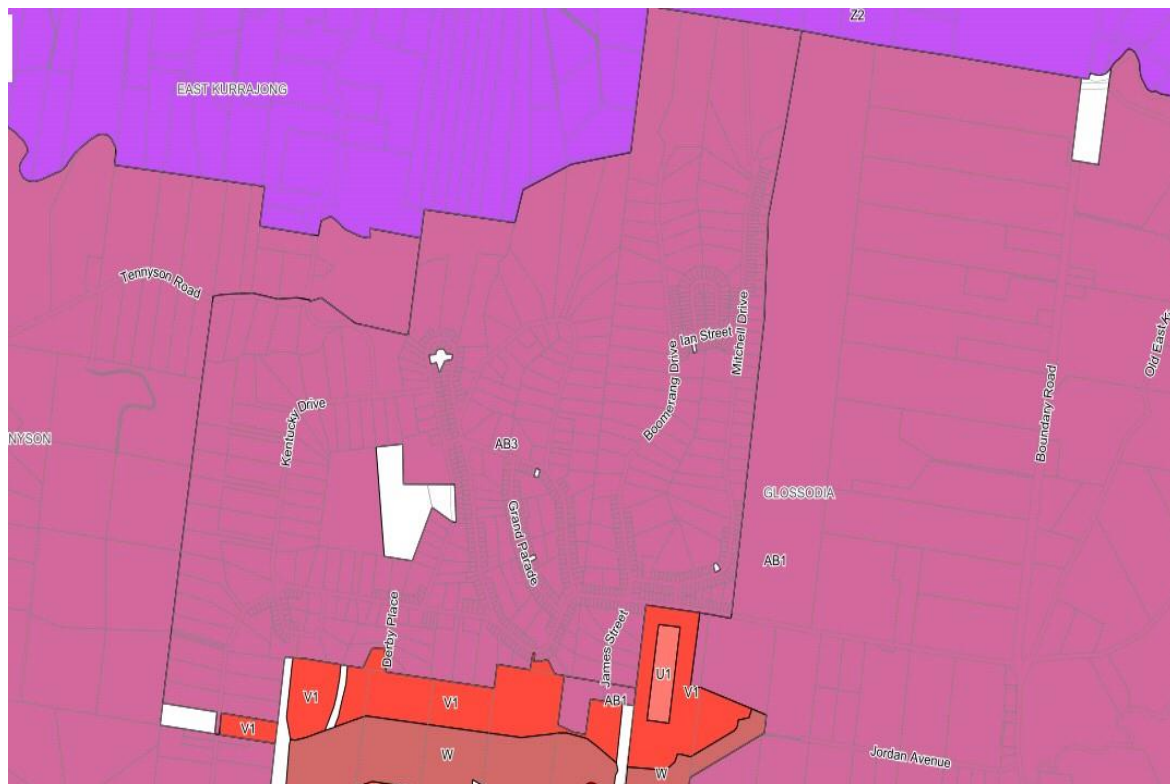 Z2
EAST KURRAJONG
Tennyson Road
Ian Street
Mitchell Drive
Boomerang Drive
Old East K
Boundary Road
Kentucky Drive
NYSON
AB3
GLOSSODIA
Grand Parade
AB1
Derby Place
James Street
U1
V1
V1
V1
AB1
V1
W
Jordan Avenue
W